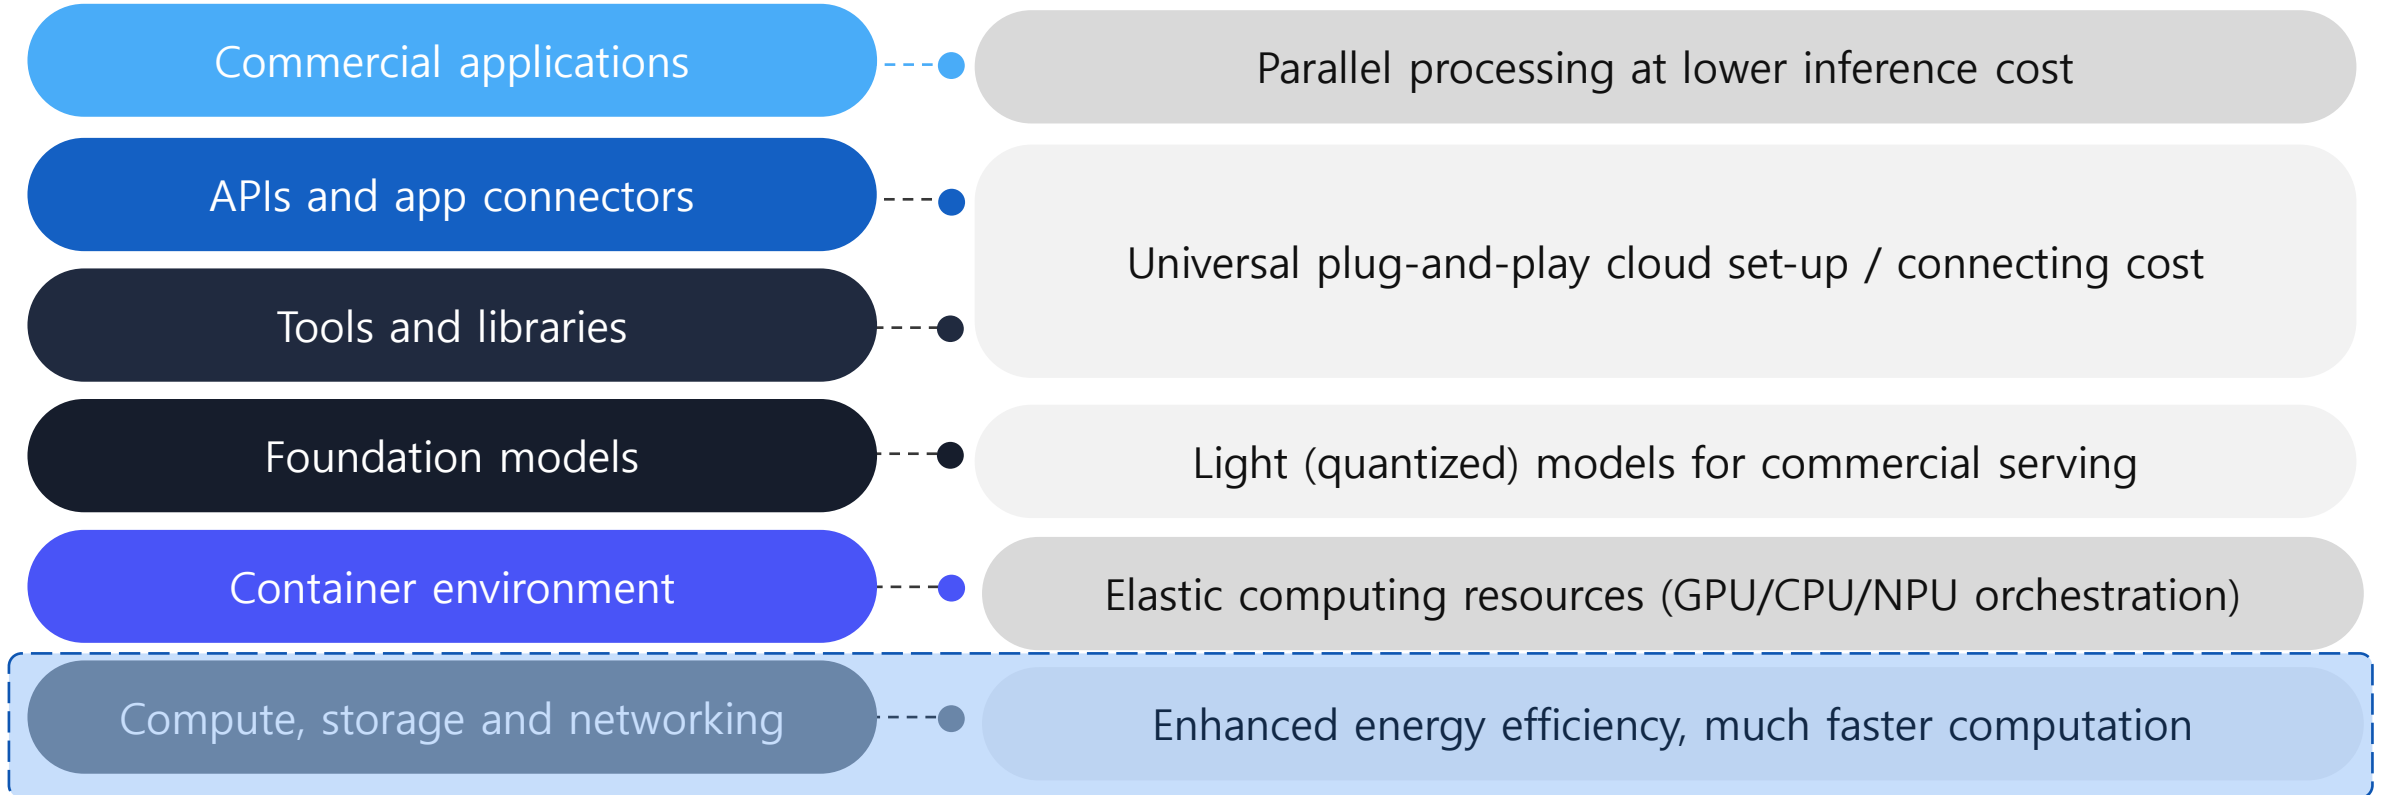 Commercial applications
Parallel processing at lower inference cost
APIs and app connectors
Universal plug-and-play cloud set-up / connecting cost
Tools and libraries
Foundation models
Light (quantized) models for commercial serving
Container environment
Elastic computing resources (GPU/CPU/NPU orchestration)
Compute, storage and networking
Enhanced energy efficiency, much faster computation